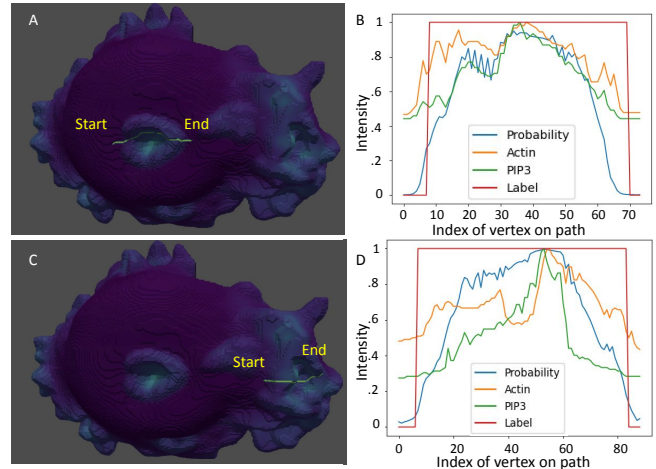 A
Start
End
B
Intensity
1
.8
.6
.4
.2
0
Probability
Actin
PIP3
Label
0 10 20 30 40 50 60 70
Index of vertex on path
C
Start
End
D
Intensity
1
.8
.6
.4
.2
0
Probability
Actin
PIP3
Label
0 20 40 60 80
Index of vertex on path